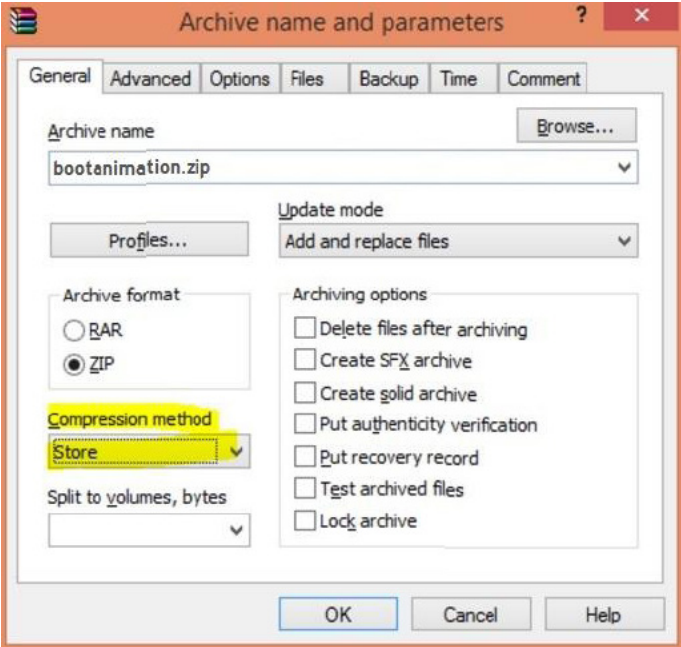 Archive name and parameters ?
General Advanced Options Files Backup Time Comment
Archive name
Browse...
bootanimation.zip
Update mode
Profiles...
Add and replace files
Archive format
RAR
ZIP
Compression method
Store
Split to volumes, bytes
Archiving options
Delete files after archiving
Create SFX archive
Create solid archive
Put authenticity verification
Put recovery record
Test archived files
Lock archive
OK Cancel Help